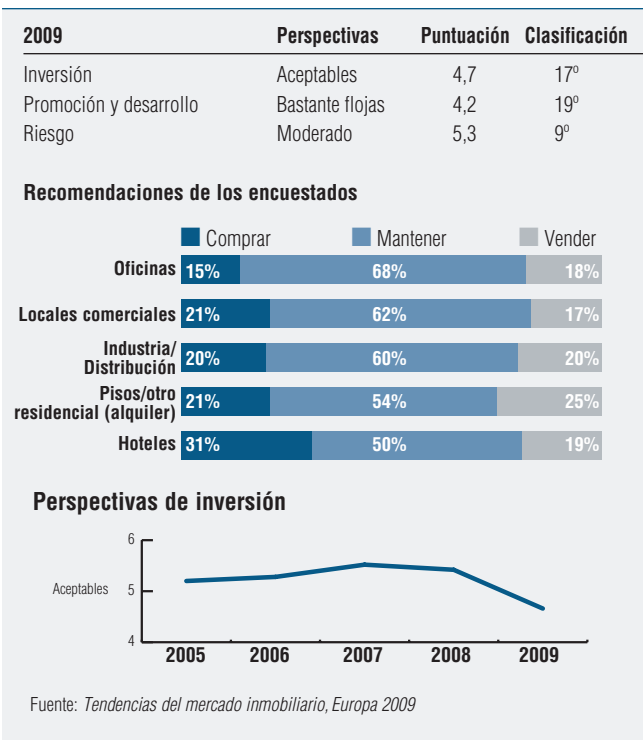 2009 Perspectivas Puntuación Clasificación
Inversión Aceptables 4,7 17º
Promoción y desarrollo Bastante flojas 4,2 19º
Riesgo Moderado 5,3 9º
Recomendaciones de los encuestados
Comprar Mantener Vender
Oficinas 15% 68% 18%
Locales comerciales 21% 62% 17%
Industria/
Distribución 20% 60% 20%
Pisos/otro
residencial (alquiler) 21% 54% 25%
Hoteles 31% 50% 19%
Perspectivas de inversión
6
Aceptables 5
4
2005 2006 2007 2008 2009
Fuente: Tendencias del mercado inmobiliario, Europa 2009